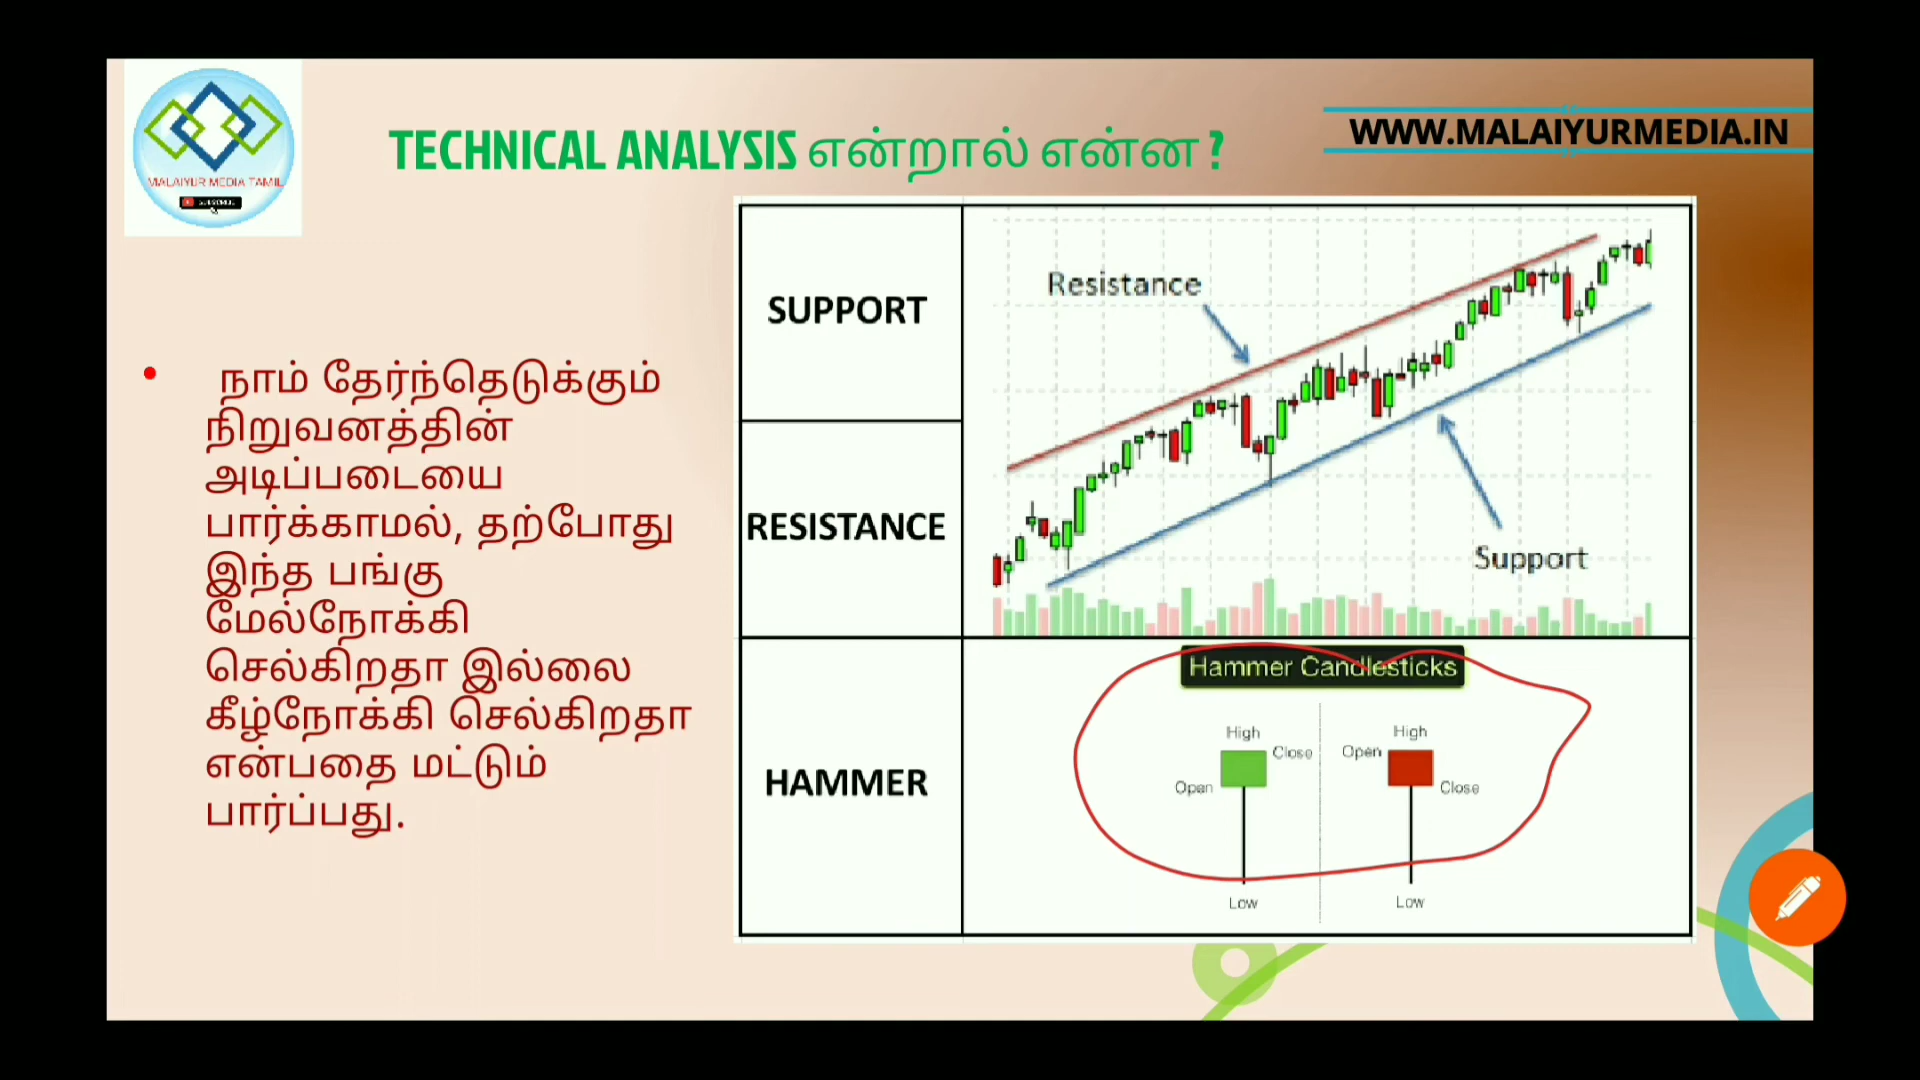 MALAIYUR MEDIA TAMIL
SUBSCRIBE
TECHNICAL ANALYSIS என்றால் என்ன ?
WWW.MALAIYURMEDIA.IN
• நாம் தேர்ந்தெடுக்கும்
நிறுவனத்தின்
அடிப்படையை
பார்க்காமல், தற்போது
இந்த பங்கு
மேல்நோக்கி
செல்கிறதா இல்லை
கீழ்நோக்கி செல்கிறதா
என்பதை மட்டும்
பார்ப்பது.
SUPPORT
Resistance
RESISTANCE
Support
HAMMER
Hammer Candlesticks
High
Close
Open
Low
High
Open
Close
Low